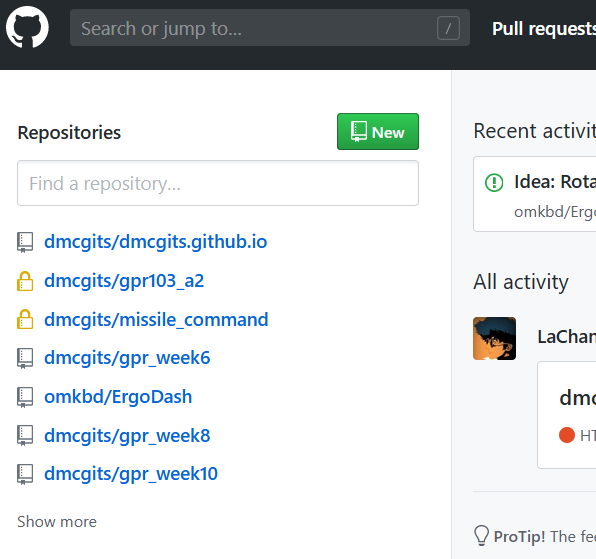 Search or jump to...
/
Pull requests
Repositories
New
Find a repository...
dmcgits/dmcgits.github.io
dmcgits/gpr103_a2
dmcgits/missile_command
dmcgits/gpr_week6
omkbd/ErgoDash
dmcgits/gpr_week8
dmcgits/gpr_week10
Show more
Recent activit
Idea: Rota
omkbd/Ergo
All activity
LaChan
dmc
HT
ProTip! The fee